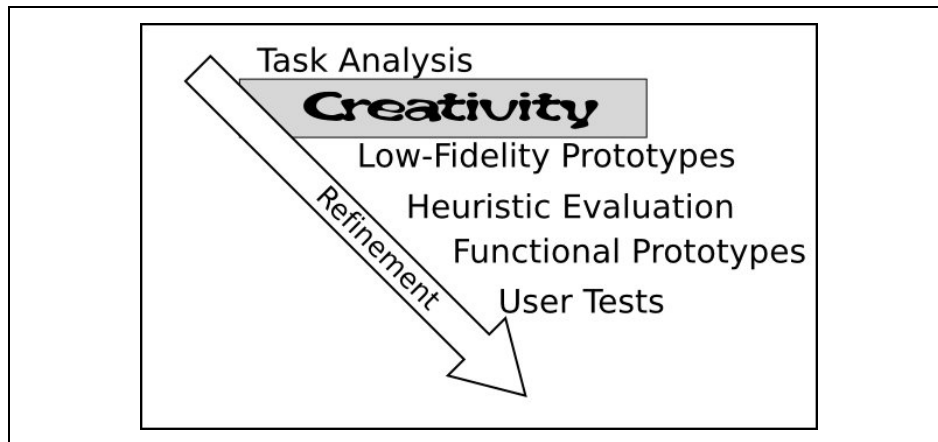 Task Analysis
Creativity
Low-Fidelity Prototypes
Heuristic Evaluation
Functional Prototypes
User Tests
Refinement